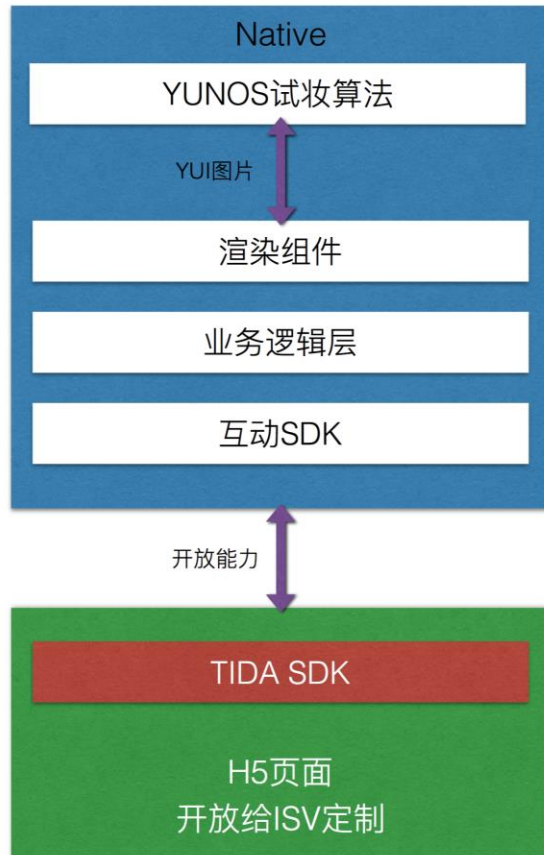 Native
YUNOS试妆算法
YUI图片
渲染组件
业务逻辑层
互动SDK
开放能力
TIDA SDK
H5页面
开放给ISV定制